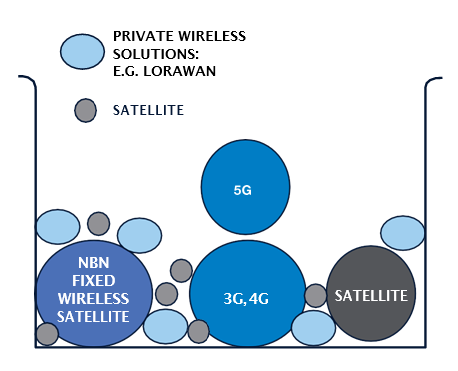 PRIVATE WIRELESS
SOLUTIONS:
E.G. LORAWAN
SATELLITE
5G
NBN
FIXED
WIRELESS
SATELLITE
3G, 4G
SATELLITE